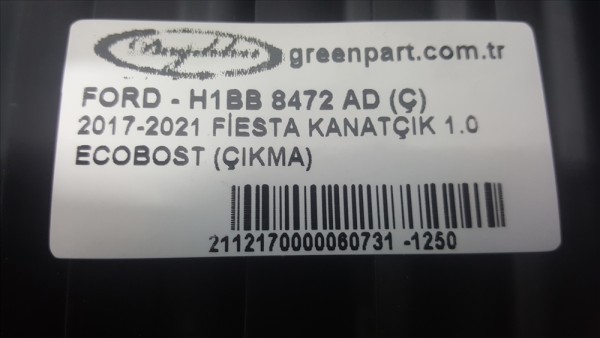 greenpart.com.tr
FORD - H1BB 8472 AD (Ç)
2017-2021 FİESTA KANATÇIK 1.0
ECOBOST (ÇIKMA)
2112170000060731 -1250